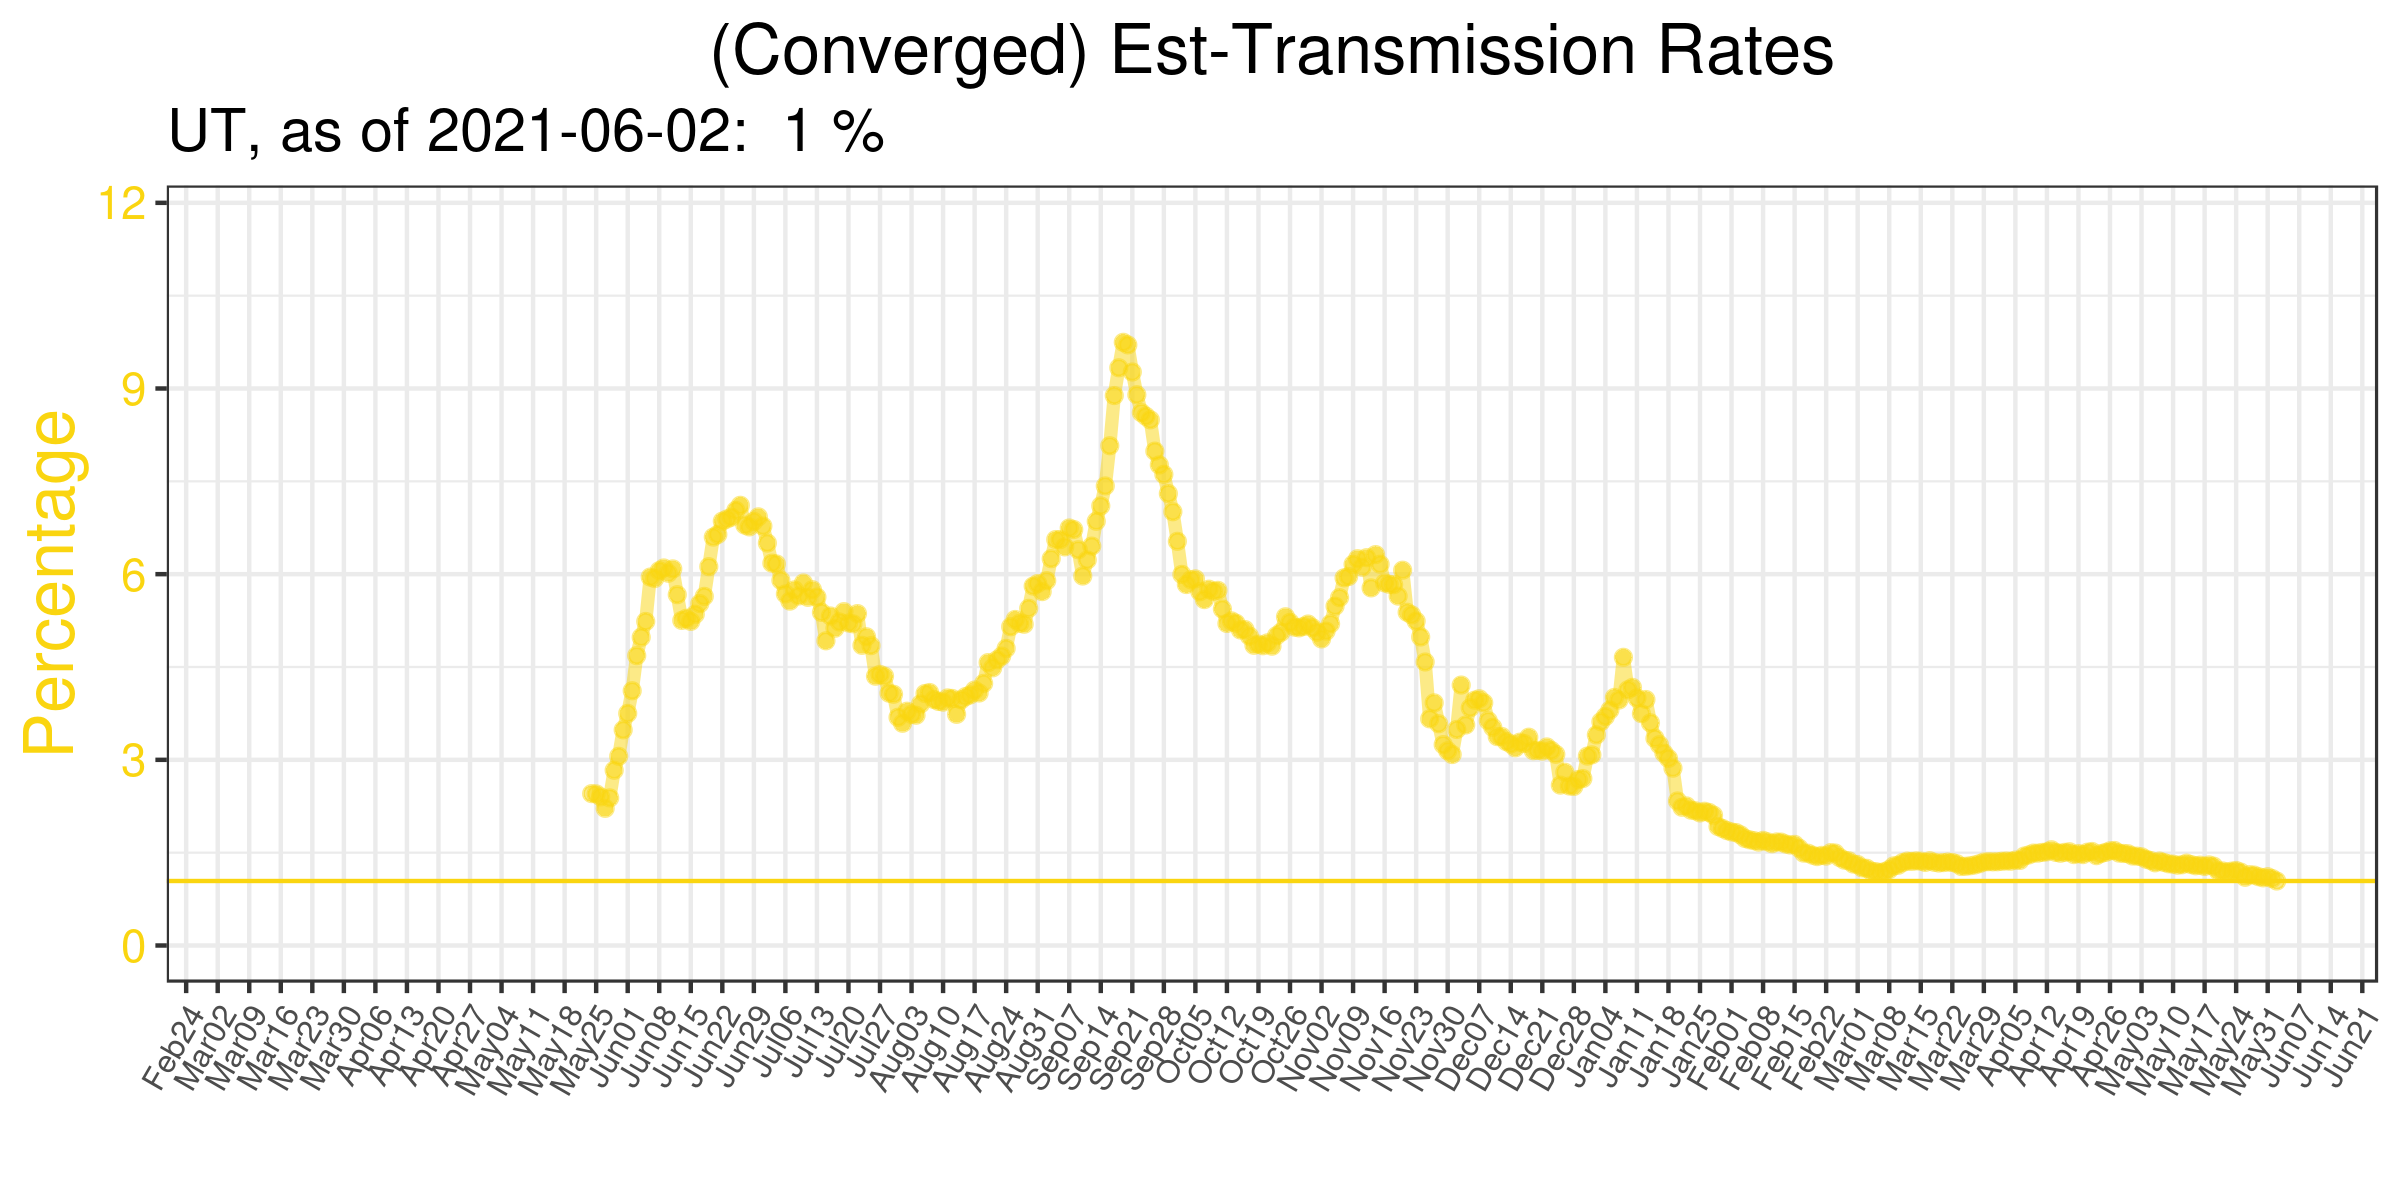 (Converged) Est-Transmission Rates
UT, as of 2021-06-02:  1 %
Percentage
12
9
6
3
0
Feb24
Mar02
Mar09
Mar16
Mar23
Mar30
Apr06
Apr13
Apr20
Apr27
May04
May11
May18
May25
Jun01
Jun08
Jun15
Jun22
Jun29
Jul06
Jul13
Jul20
Jul27
Aug03
Aug10
Aug17
Aug24
Aug31
Sep07
Sep14
Sep21
Sep28
Oct05
Oct12
Oct19
Oct26
Nov02
Nov09
Nov16
Nov23
Nov30
Dec07
Dec14
Dec21
Dec28
Jan04
Jan11
Jan18
Jan25
Feb01
Feb08
Feb15
Feb22
Mar01
Mar08
Mar15
Mar22
Mar29
Apr05
Apr12
Apr19
Apr26
May03
May10
May17
May24
May31
Jun07
Jun14
Jun21